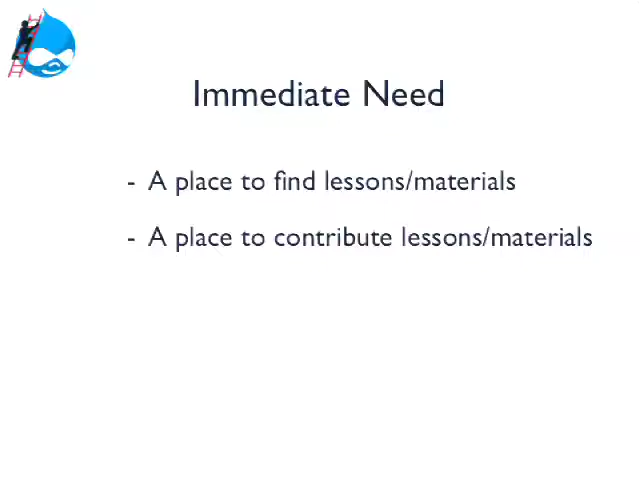 Immediate Need
- A place to find lessons/materials
- A place to contribute lessons/materials